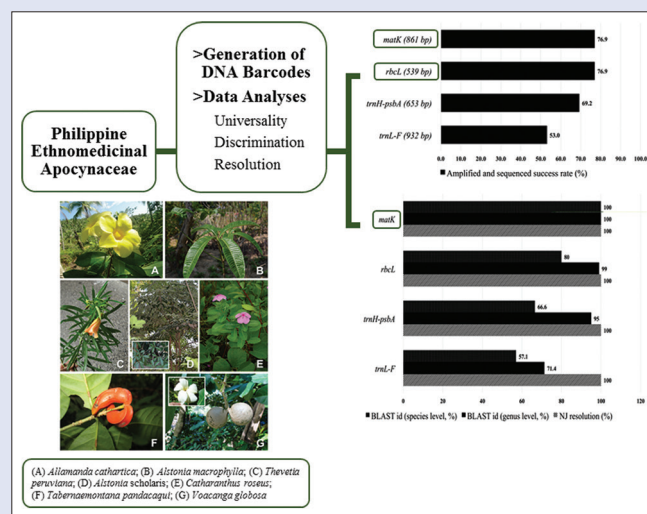 Philippine
Ethnomedicinal
Apocynaceae
>Generation of
DNA Barcodes
>Data Analyses
Universality
Discrimination
Resolution
matK (861 bp)
76.9
rbcL (539 bp)
76.9
trnH-psbA (653 bp)
69.2
trnL-F (932 bp)
53.0
0.0 10.0 20.0 30.0 40.0 50.0 60.0 70.0 80.0 90.0 100.0
Amplified and sequenced success rate (%)
matK
100
100
100
rbcL
80
99
100
trnH-psbA
66.6
95
100
trnL-F
57.1
71.4
100
0 20 40 60 80 100
BLAST id (species level, %) BLAST id (genus level, %) NJ resolution (%)
A
B
C
D
E
F
G
(A) Allamanda cathartica; (B) Alstonia macrophylla; (C) Thevetia
peruviana; (D) Alstonia scholaris; (E) Catharanthus roseus;
(F) Tabernaemontana pandacaqui; (G) Voacanga globosa